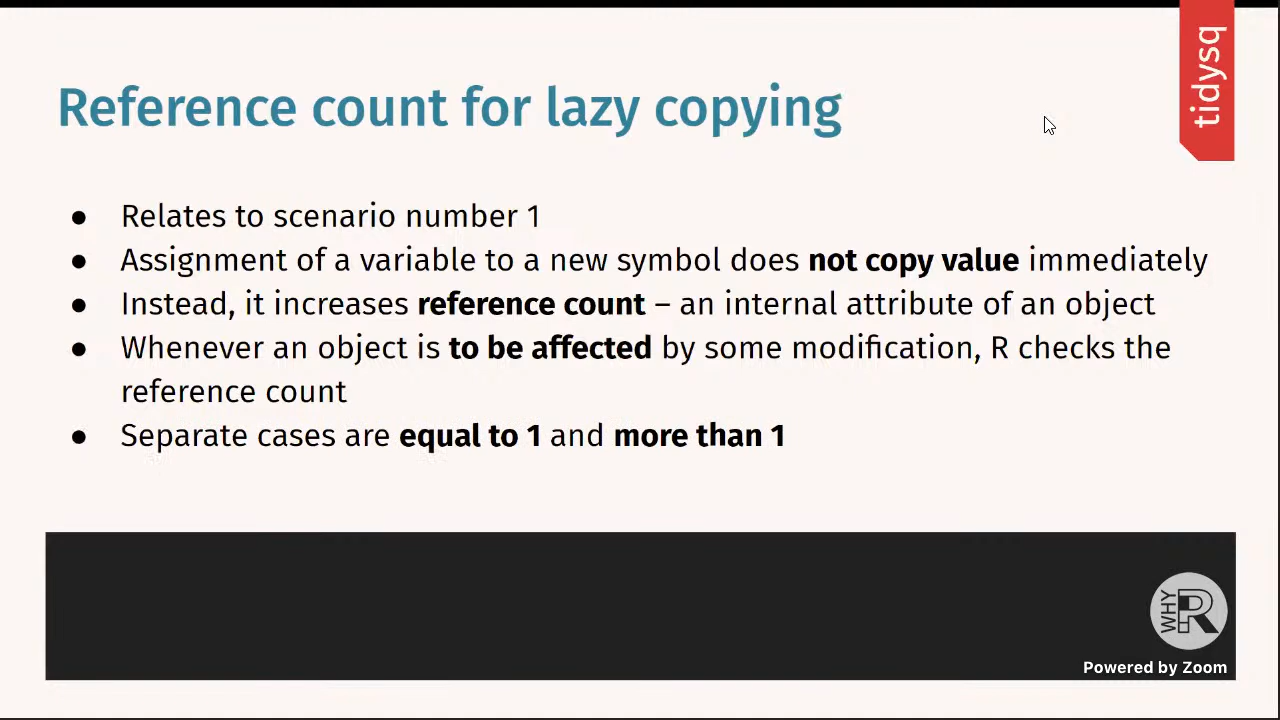 tidysq
Reference count for lazy copying
● Relates to scenario number 1
● Assignment of a variable to a new symbol does not copy value immediately
● Instead, it increases reference count – an internal attribute of an object
● Whenever an object is to be affected by some modification, R checks the
reference count
● Separate cases are equal to 1 and more than 1
WHY R
Powered by Zoom